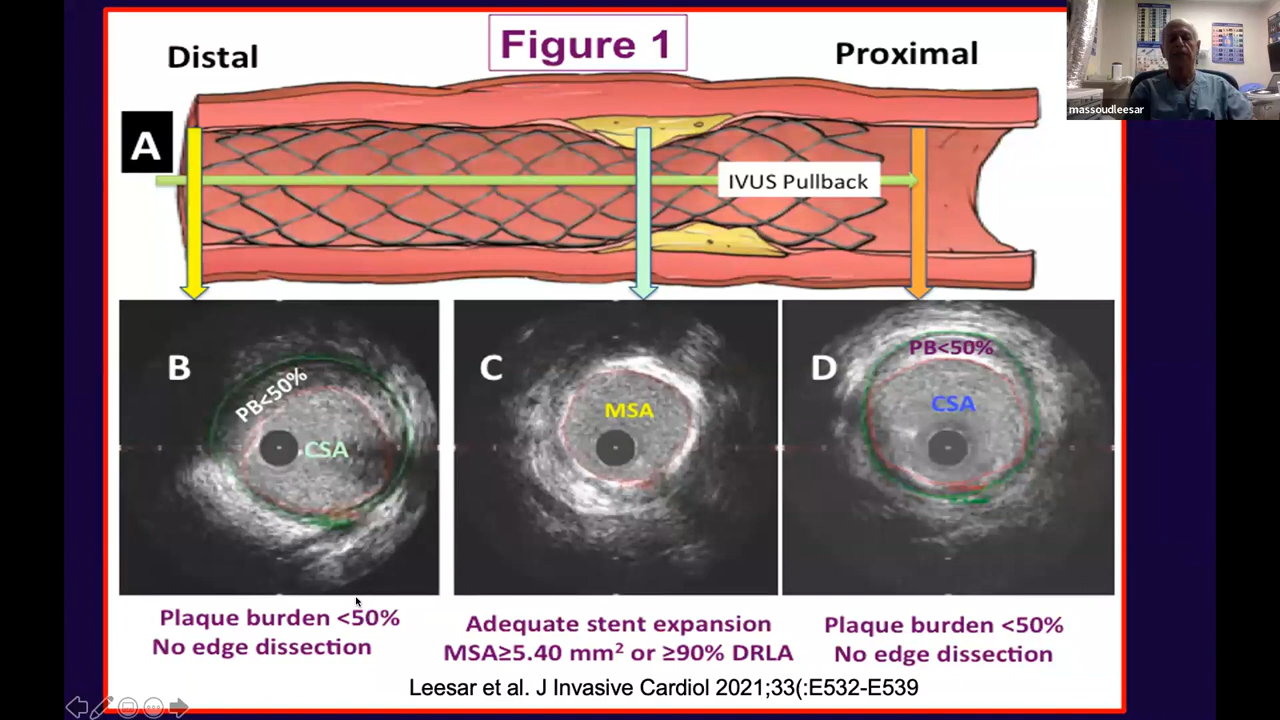 Figure 1
Distal
Proximal
massoudleesar
A
IVUS Pullback
B
PB<50%
CSA
C
MSA
D
PB<50%
CSA
Plaque burden <50%
No edge dissection
Adequate stent expansion
MSA≥5.40 mm² or ≥90% DRLA
Plaque burden <50%
No edge dissection
Leesar et al. J Invasive Cardiol 2021;33(:E532-E539